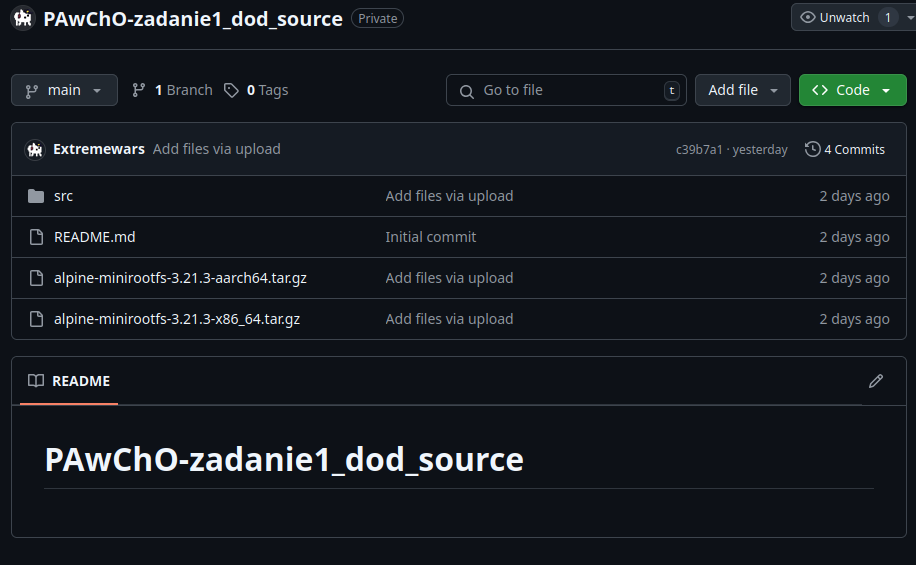 PAwChO-zadanie1_dod_source Private Unwatch 1
main 1 Branch 0 Tags Go to file t Add file Code
Extremewars Add files via upload c39b7a1 · yesterday 4 Commits
src Add files via upload 2 days ago
README.md Initial commit 2 days ago
alpine-minirootfs-3.21.3-aarch64.tar.gz Add files via upload 2 days ago
alpine-minirootfs-3.21.3-x86_64.tar.gz Add files via upload 2 days ago
README
PAwChO-zadanie1_dod_source